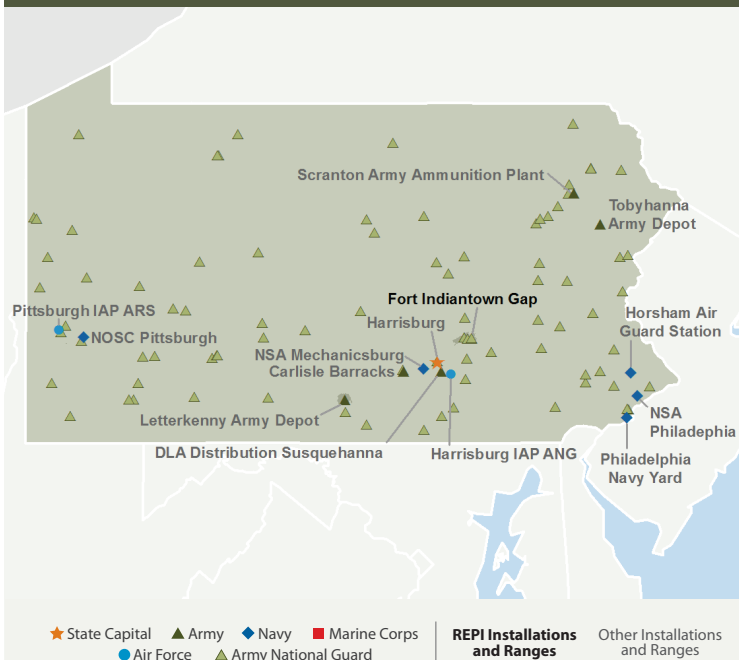 Scranton Army Ammunition Plant
Tobyhanna
Army Depot
Fort Indiantown Gap
Pittsburgh IAP ARS
Harrisburg
Horsham Air
Guard Station
NOSC Pittsburgh
NSA Mechanicsburg
Carlisle Barracks
Letterkenny Army Depot
NSA
Philadephia
DLA Distribution Susquehanna
Harrisburg IAP ANG
Philadelphia
Navy Yard
State Capital
Army
Navy
Marine Corps
Air Force
Army National Guard
REPI Installations
and Ranges
Other Installations
and Ranges